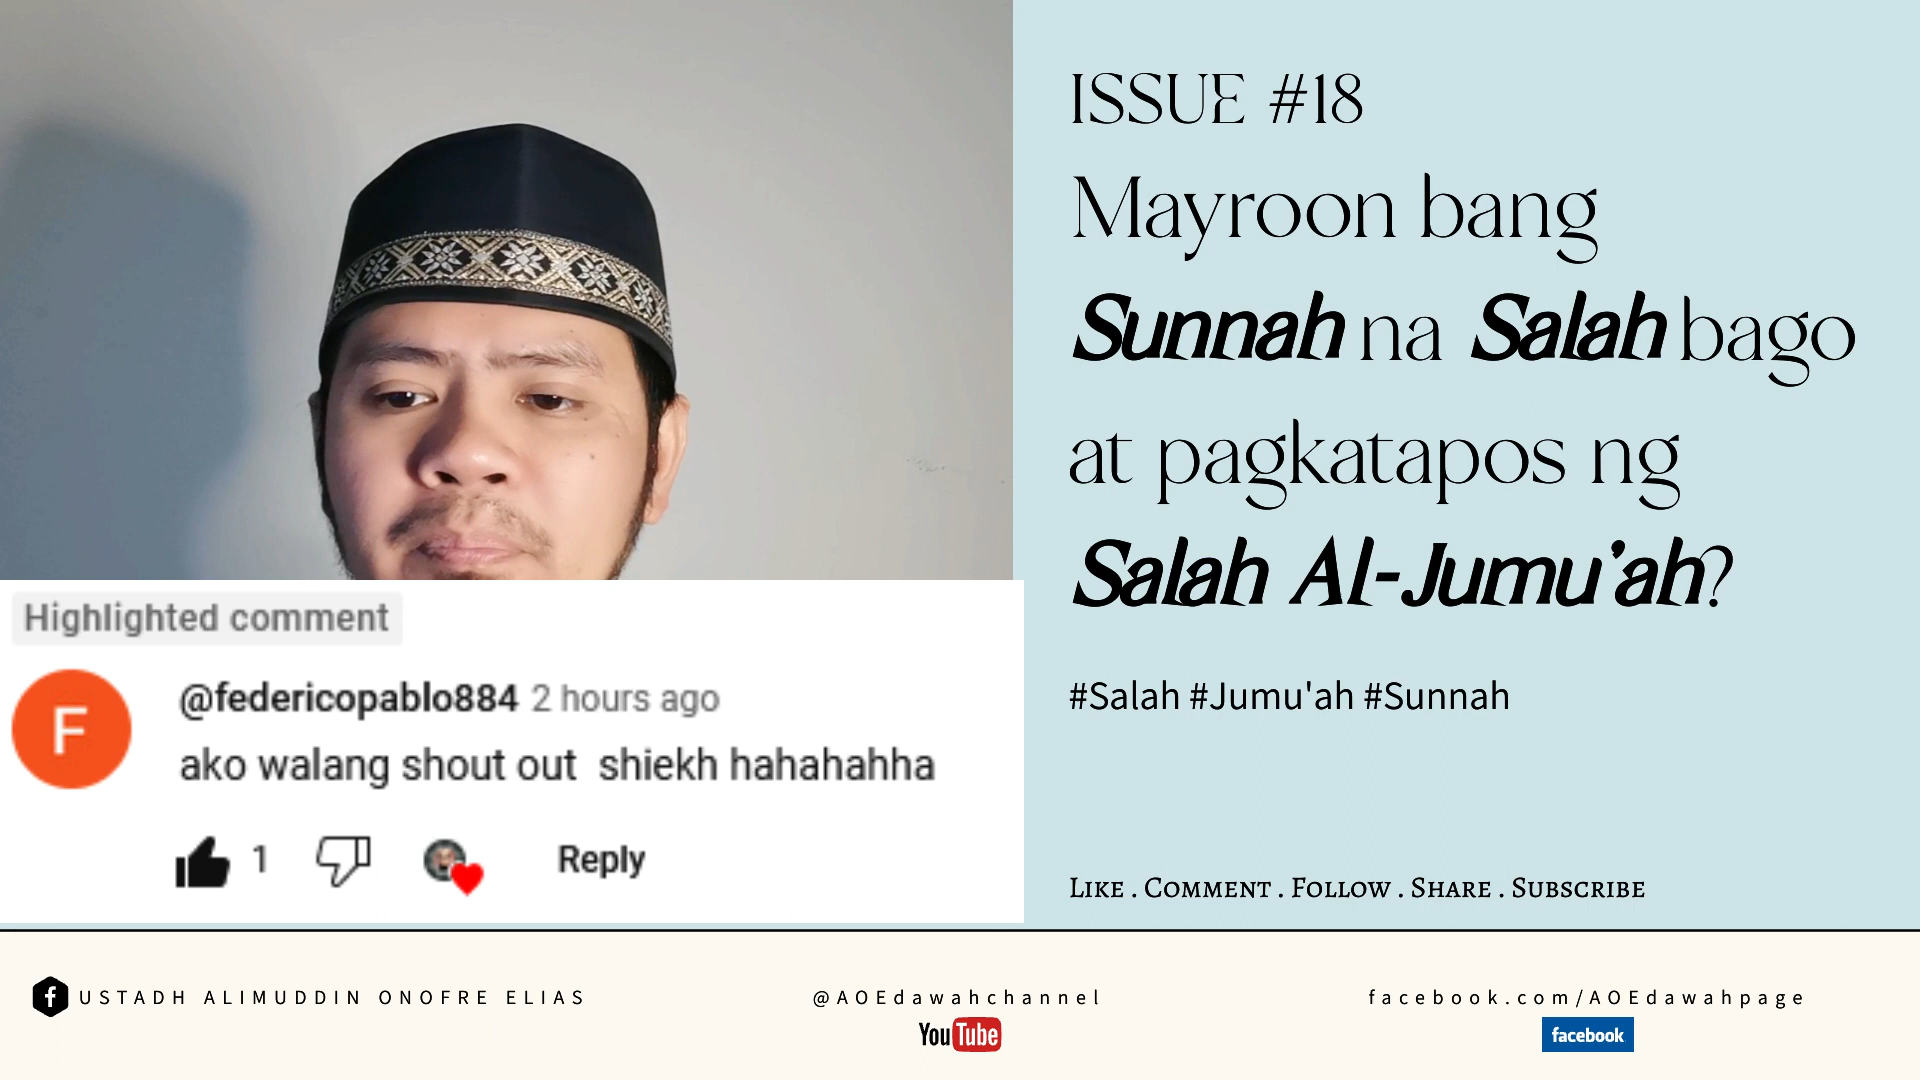 ISSUE #18
Mayroon bang
Sunnah na Salah bago
at pagkatapos ng
Salah Al-Jumu'ah?
#Salah #Jumu'ah #Sunnah
Like . Comment . Follow . Share . Subscribe
Highlighted comment
F
@federicopablo884 2 hours ago
ako walang shout out shiekh hahahahha
1
Reply
USTADH ALIMUDDIN ONOFRE ELIAS
@AOEdawahchannel
YouTube
facebook.com/AOEdawahpage
facebook